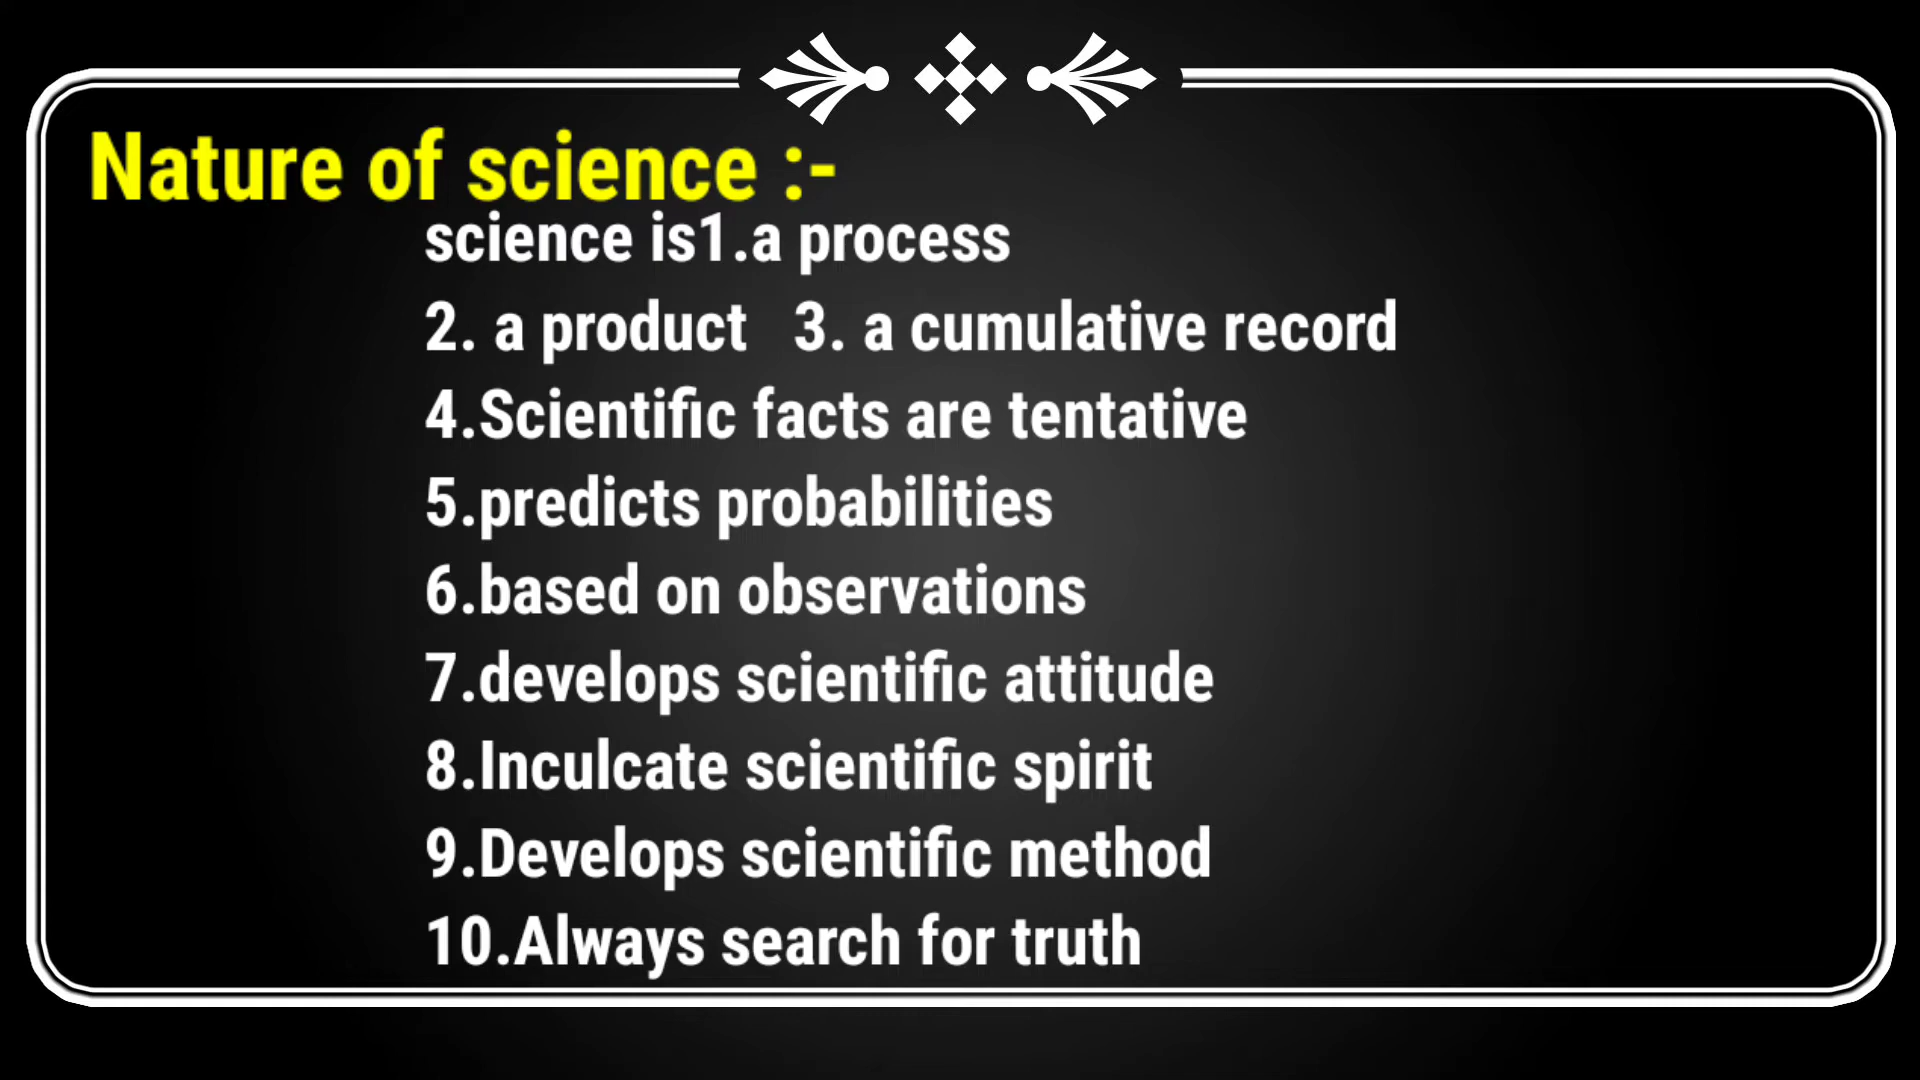 Nature of science :-
science is1.a process
2. a product   3. a cumulative record
4.Scientific facts are tentative
5.predicts probabilities
6.based on observations
7.develops scientific attitude
8.Inculcate scientific spirit
9.Develops scientific method
10.Always search for truth